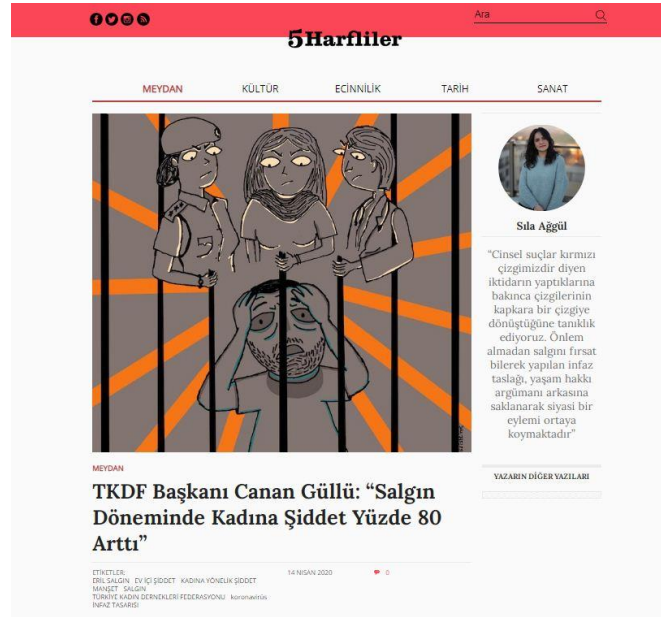 Ara
5Harfliler
MEYDAN
KÜLTÜR
ECİNNİLİK
TARİH
SANAT
Sıla Ağgül
“Cinsel suçlar kırmızı
çizgimizdir diyen
iktidarın yaptıklarına
bakınca çizgilerinin
kapkara bir çizgiye
dönüştüğüne tanıklık
ediyoruz. Önlem
almadan salgını fırsat
bilerek yapılan infaz
taslağı, yaşam hakkı
argümanı arkasına
saklanarak siyasi bir
eylemi ortaya
koymaktadır”
YAZARIN DİĞER YAZILARI
MEYDAN
TKDF Başkanı Canan Güllü: “Salgın
Döneminde Kadına Şiddet Yüzde 80
Arttı”
ETİKETLER:
ERİL SALGIN EV İÇİ ŞİDDET KADINA YÖNELİK ŞİDDET
MANŞET SALGIN
TÜRKİYE KADIN DERNEKLERİ FEDERASYONU koronavirüs
İNFAZ TASARISI
14 NISAN 2020
0